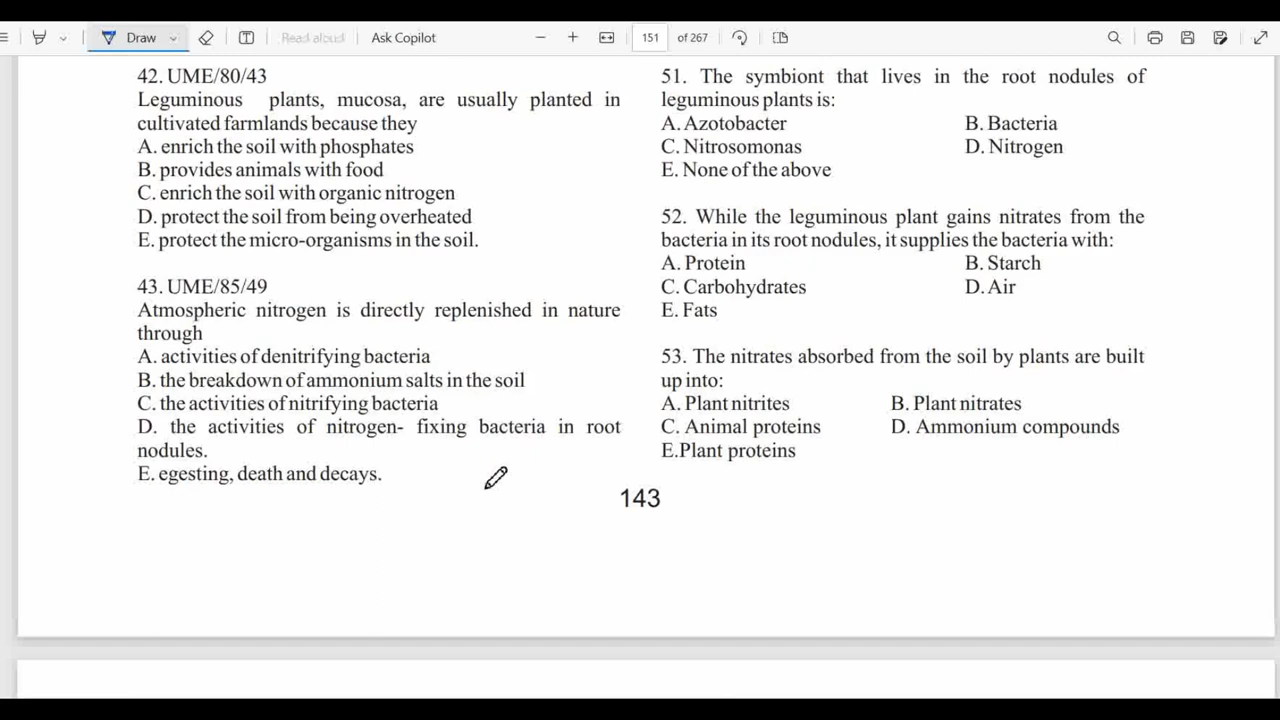 Draw
Read aloud
Ask Copilot
151 of 267
42. UME/80/43
Leguminous plants, mucosa, are usually planted in
cultivated farmlands because they
A. enrich the soil with phosphates
B. provides animals with food
C. enrich the soil with organic nitrogen
D. protect the soil from being overheated
E. protect the micro-organisms in the soil.
43. UME/85/49
Atmospheric nitrogen is directly replenished in nature
through
A. activities of denitrifying bacteria
B. the breakdown of ammonium salts in the soil
C. the activities of nitrifying bacteria
D. the activities of nitrogen- fixing bacteria in root
nodules.
E. egesting, death and decays.
51. The symbiont that lives in the root nodules of
leguminous plants is:
A. Azotobacter B. Bacteria
C. Nitrosomonas D. Nitrogen
E. None of the above
52. While the leguminous plant gains nitrates from the
bacteria in its root nodules, it supplies the bacteria with:
A. Protein B. Starch
C. Carbohydrates D. Air
E. Fats
53. The nitrates absorbed from the soil by plants are built
up into:
A. Plant nitrites B. Plant nitrates
C. Animal proteins D. Ammonium compounds
E.Plant proteins
143